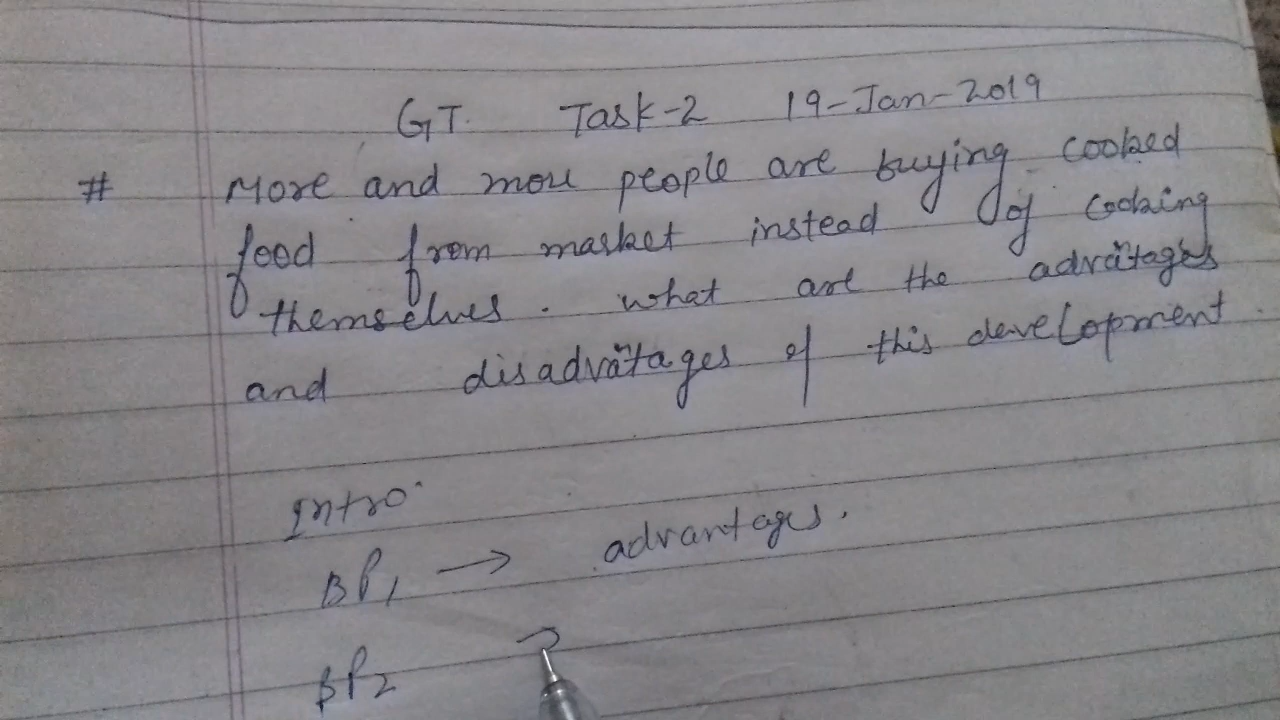 GT. Task-2 19-Jan-2019
# More and more people are buying cooked
food from market instead of cooking
themselves. what are the advantages
and disadvantages of this development.
Intro.
BP1 → advantages.
BP2 →